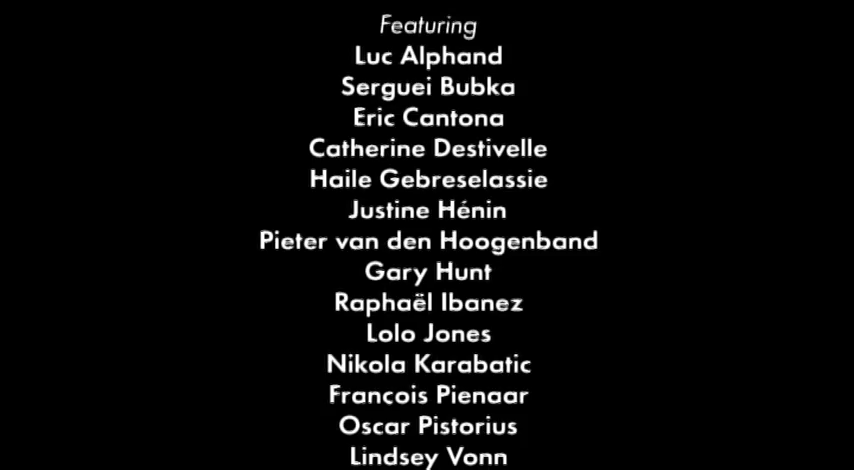 Featuring
Luc Alphand
Serguei Bubka
Eric Cantona
Catherine Destivelle
Haile Gebreselassie
Justine Hénin
Pieter van den Hoogenband
Gary Hunt
Raphaël Ibanez
Lolo Jones
Nikola Karabatic
Francois Pienaar
Oscar Pistorius
Lindsey Vonn